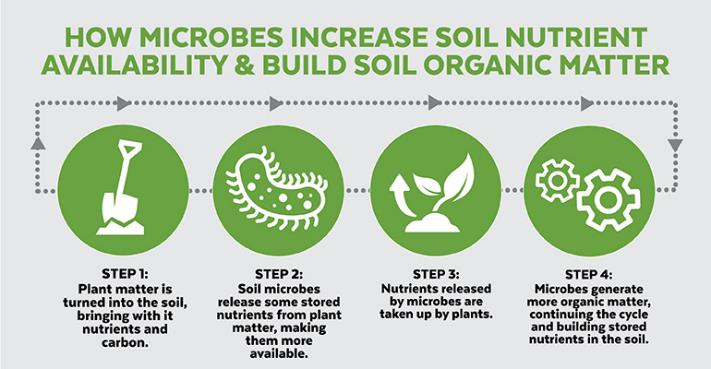 HOW MICROBES INCREASE SOIL NUTRIENT
AVAILABILITY & BUILD SOIL ORGANIC MATTER
STEP 1:
Plant matter is
turned into the soil,
bringing with it
nutrients and
carbon.
STEP 2:
Soil microbes
release some stored
nutrients from plant
matter, making
them more
available.
STEP 3:
Nutrients released
by microbes are
taken up by plants.
STEP 4:
Microbes generate
more organic matter,
continuing the cycle
and building stored
nutrients in the soil.